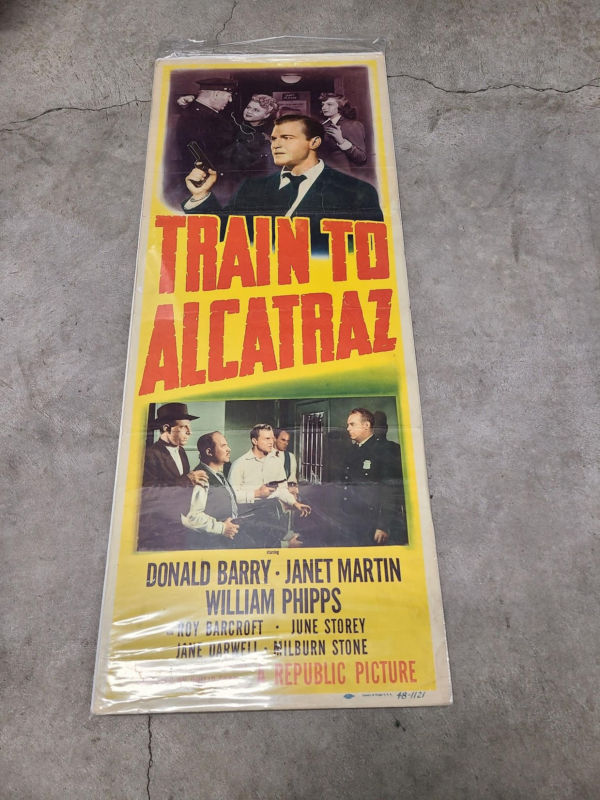 TRAIN TO
ALCATRAZ
starring
DONALD BARRY · JANET MARTIN
WILLIAM PHIPPS
ROY BARCROFT · JUNE STOREY
JANE DARWELL · MILBURN STONE
A REPUBLIC PICTURE
48-1121